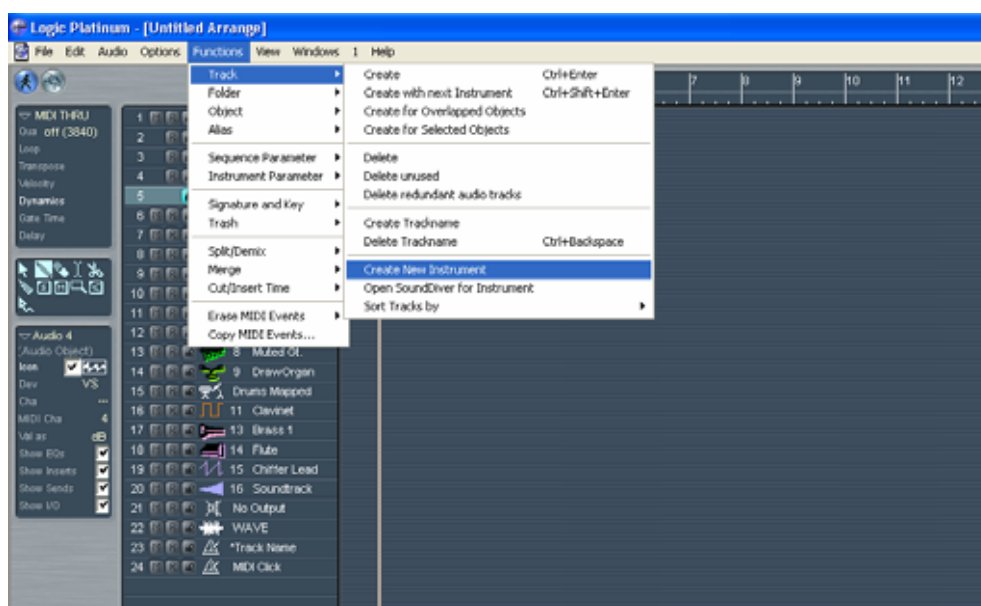 Logic Platinum - [Untitled Arrange]
File Edit Audio Options Functions View Windows 1 Help
7 8 9 10 11 12
Track
Folder
Object
Alias
Sequence Parameter
Instrument Parameter
Signature and Key
Trash
Split/Demix
Merge
Cut/Insert Time
Erase MIDI Events
Copy MIDI Events...
Create Ctrl+Enter
Create with next Instrument Ctrl+Shift+Enter
Create for Overlapped Objects
Create for Selected Objects
Delete
Delete unused
Delete redundant audio tracks
Create Trackname
Delete Trackname Ctrl+Backspace
Create New Instrument
Open SoundDiver for Instrument
Sort Tracks by
MIDI THRU
Qua off (3840)
Loop
Transpose
Velocity
Dynamics
Gate Time
Delay
Audio 4
(Audio Object)
Icon
Dev VS
Cha ---
MIDI Cha 4
Val as dB
Show EQs
Show Inserts
Show Sends
Show I/O
1
2
3
4
5
6
7
8
9
10
11
12
13 8 Muted Gt.
14 9 DrawOrgan
15 Drums Mapped
16 11 Clavinet
17 13 Brass 1
18 14 Flute
19 15 Chiffer Lead
20 16 Soundtrack
21 No Output
22 WAVE
23 *Track Name
24 MIDI Click